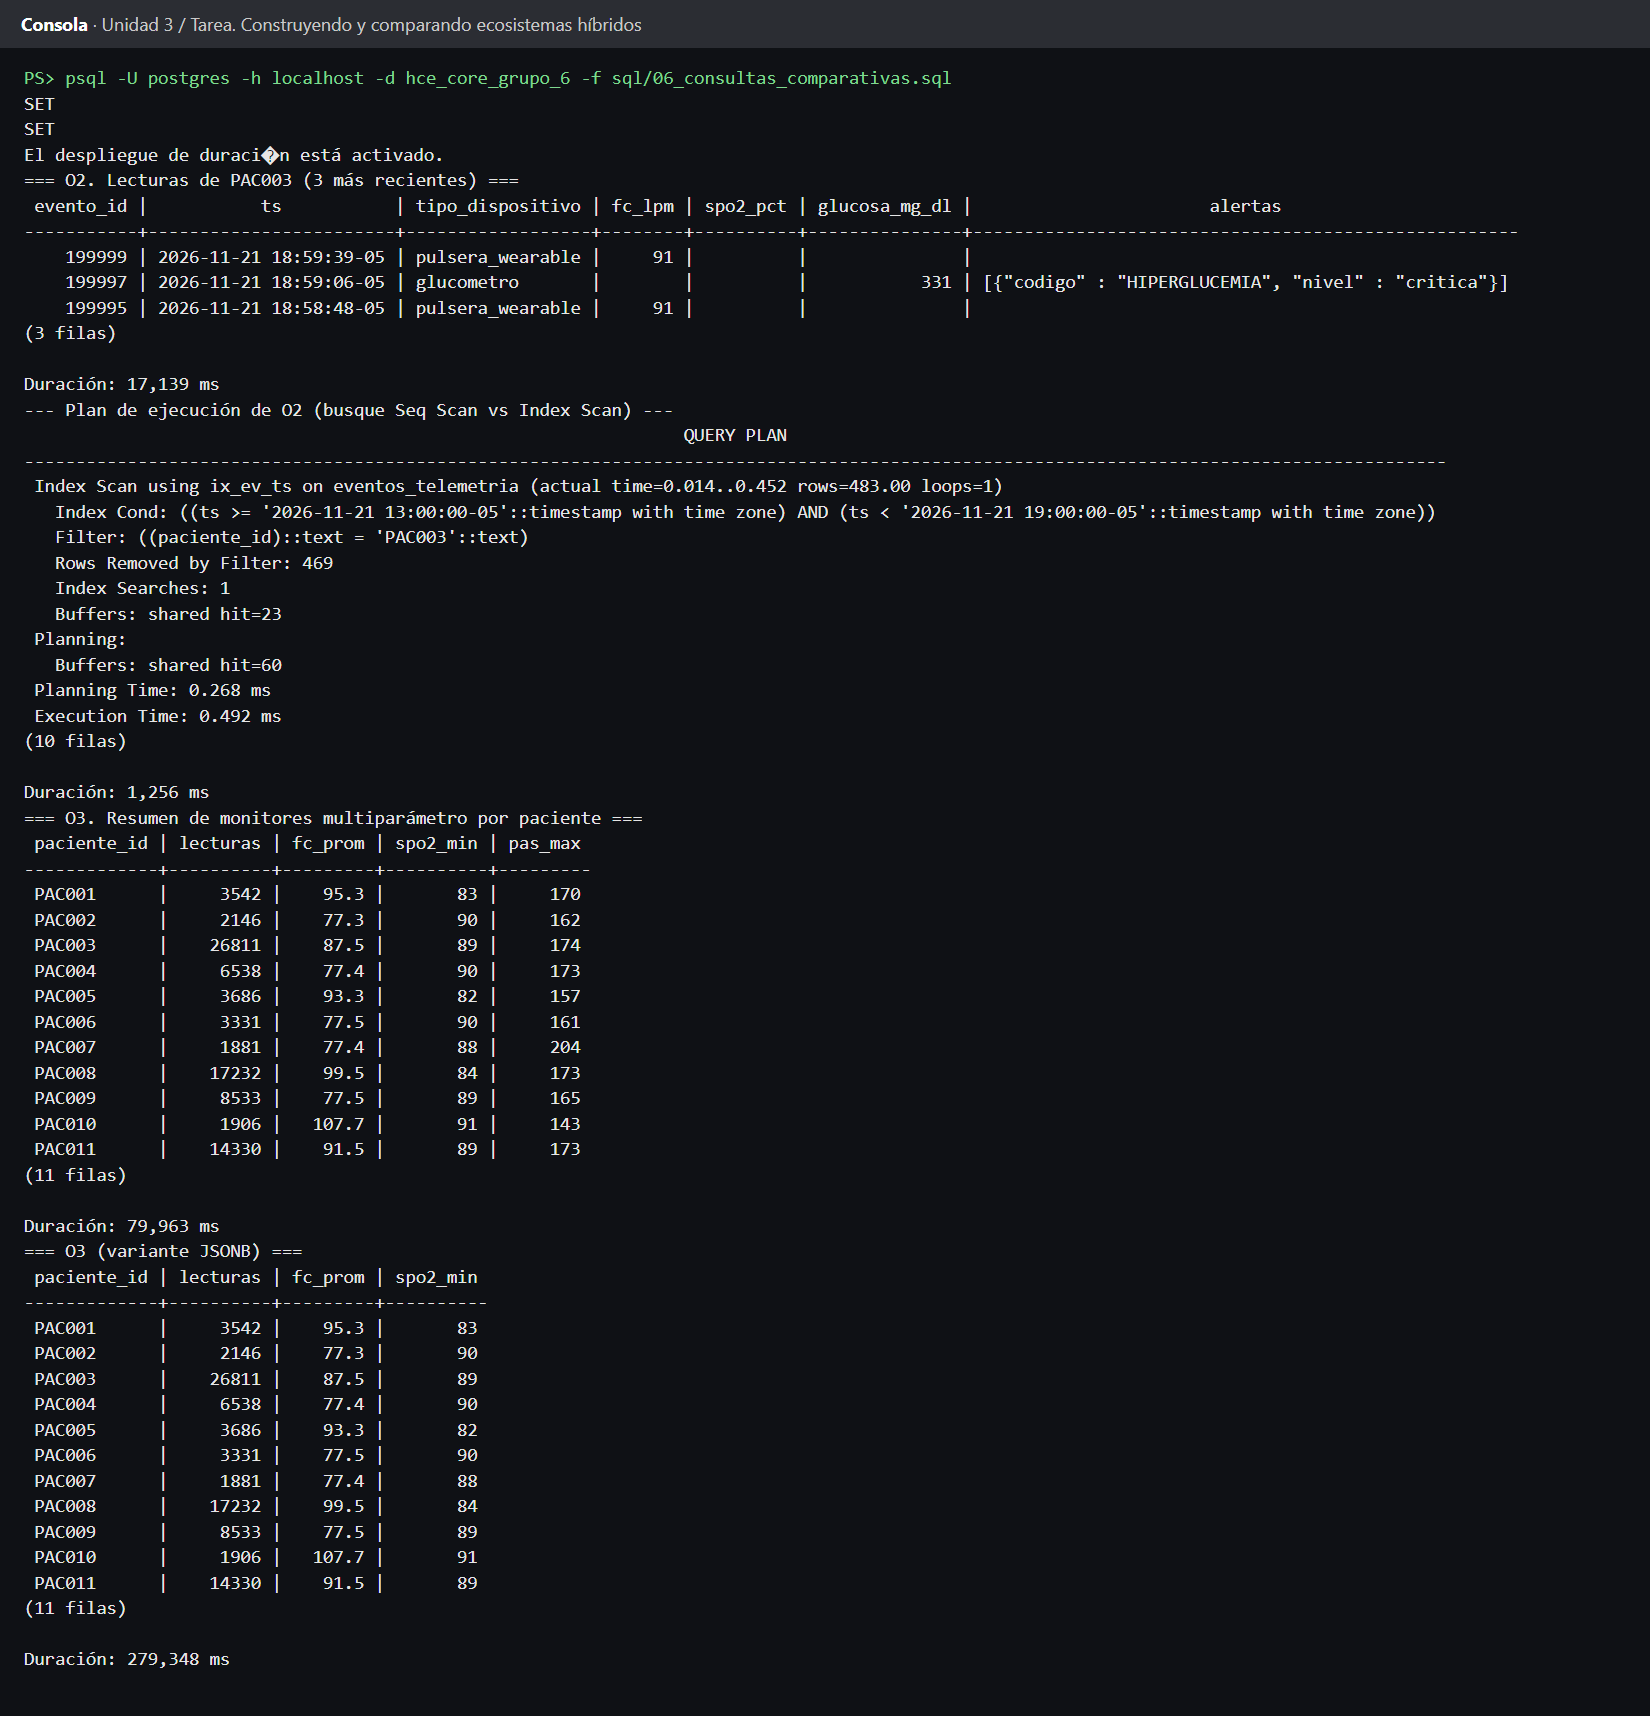 Consola · Unidad 3 / Tarea. Construyendo y comparando ecosistemas híbridos
PS> psql -U postgres -h localhost -d hce_core_grupo_6 -f sql/06_consultas_comparativas.sql
SET
SET
El despliegue de duraci�n está activado.
=== O2. Lecturas de PAC003 (3 más recientes) ===
 evento_id |           ts           | tipo_dispositivo | fc_lpm | spo2_pct | glucosa_mg_dl |                       alertas
-----------+------------------------+------------------+--------+----------+---------------+-----------------------------------------------------
    199999 | 2026-11-21 18:59:39-05 | pulsera_wearable |     91 |          |               |
    199997 | 2026-11-21 18:59:06-05 | glucometro       |        |          |           331 | [{"codigo" : "HIPERGLUCEMIA", "nivel" : "critica"}]
    199995 | 2026-11-21 18:58:48-05 | pulsera_wearable |     91 |          |               |
(3 filas)
Duración: 17,139 ms
--- Plan de ejecución de O2 (busque Seq Scan vs Index Scan) ---
                                                                QUERY PLAN
------------------------------------------------------------------------------------------------------------------------------------------
 Index Scan using ix_ev_ts on eventos_telemetria (actual time=0.014..0.452 rows=483.00 loops=1)
   Index Cond: ((ts >= '2026-11-21 13:00:00-05'::timestamp with time zone) AND (ts < '2026-11-21 19:00:00-05'::timestamp with time zone))
   Filter: ((paciente_id)::text = 'PAC003'::text)
   Rows Removed by Filter: 469
   Index Searches: 1
   Buffers: shared hit=23
 Planning:
   Buffers: shared hit=60
 Planning Time: 0.268 ms
 Execution Time: 0.492 ms
(10 filas)
Duración: 1,256 ms
=== O3. Resumen de monitores multiparámetro por paciente ===
 paciente_id | lecturas | fc_prom | spo2_min | pas_max
-------------+----------+---------+----------+---------
 PAC001      |     3542 |    95.3 |       83 |     170
 PAC002      |     2146 |    77.3 |       90 |     162
 PAC003      |    26811 |    87.5 |       89 |     174
 PAC004      |     6538 |    77.4 |       90 |     173
 PAC005      |     3686 |    93.3 |       82 |     157
 PAC006      |     3331 |    77.5 |       90 |     161
 PAC007      |     1881 |    77.4 |       88 |     204
 PAC008      |    17232 |    99.5 |       84 |     173
 PAC009      |     8533 |    77.5 |       89 |     165
 PAC010      |     1906 |   107.7 |       91 |     143
 PAC011      |    14330 |    91.5 |       89 |     173
(11 filas)
Duración: 79,963 ms
=== O3 (variante JSONB) ===
 paciente_id | lecturas | fc_prom | spo2_min
-------------+----------+---------+----------
 PAC001      |     3542 |    95.3 |       83
 PAC002      |     2146 |    77.3 |       90
 PAC003      |    26811 |    87.5 |       89
 PAC004      |     6538 |    77.4 |       90
 PAC005      |     3686 |    93.3 |       82
 PAC006      |     3331 |    77.5 |       90
 PAC007      |     1881 |    77.4 |       88
 PAC008      |    17232 |    99.5 |       84
 PAC009      |     8533 |    77.5 |       89
 PAC010      |     1906 |   107.7 |       91
 PAC011      |    14330 |    91.5 |       89
(11 filas)
Duración: 279,348 ms